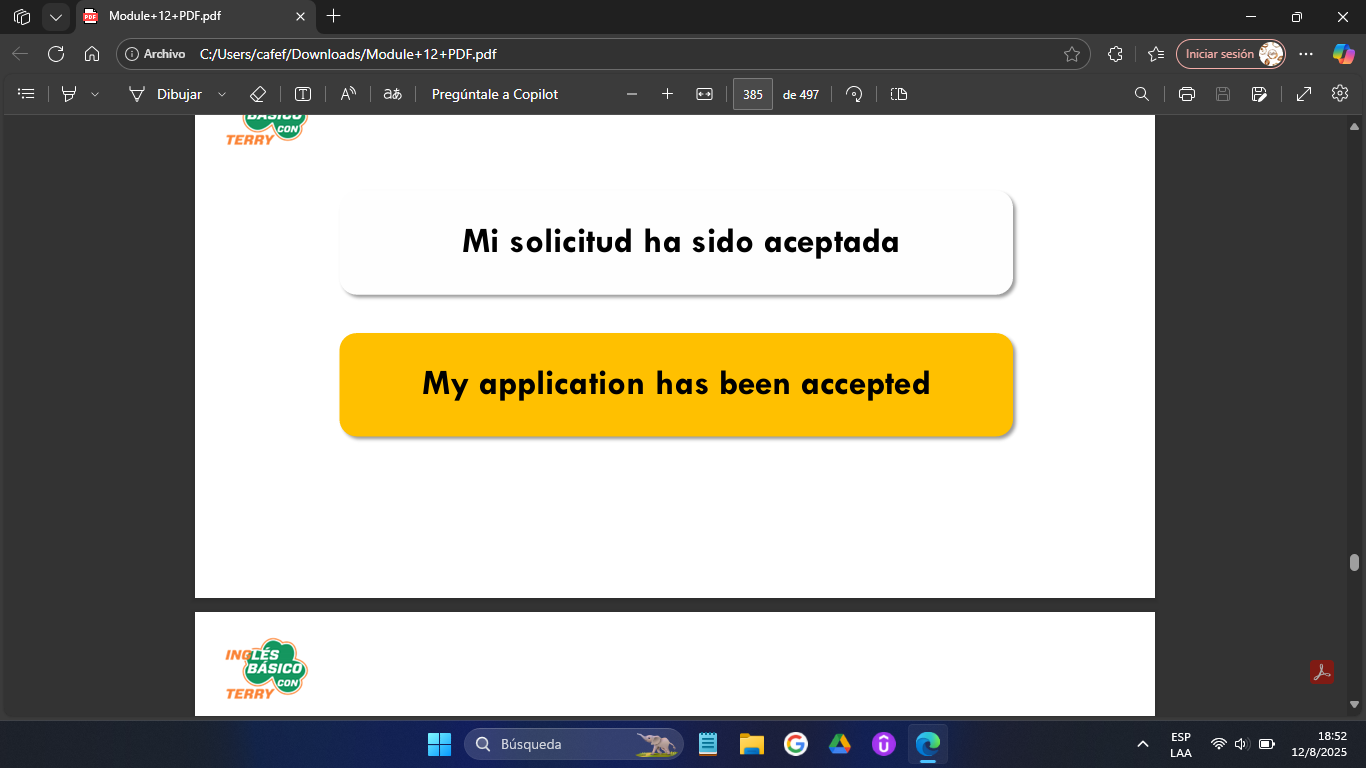 Module+12+PDF.pdf
Archivo C:/Users/cafef/Downloads/Module+12+PDF.pdf Iniciar sesión
Dibujar Pregúntale a Copilot 385 de 497
BÁSICO
CON
TERRY
Mi solicitud ha sido aceptada
My application has been accepted
INGLÉS
BÁSICO
CON
TERRY
Búsqueda
ESP
LAA
18:52
12/8/2025